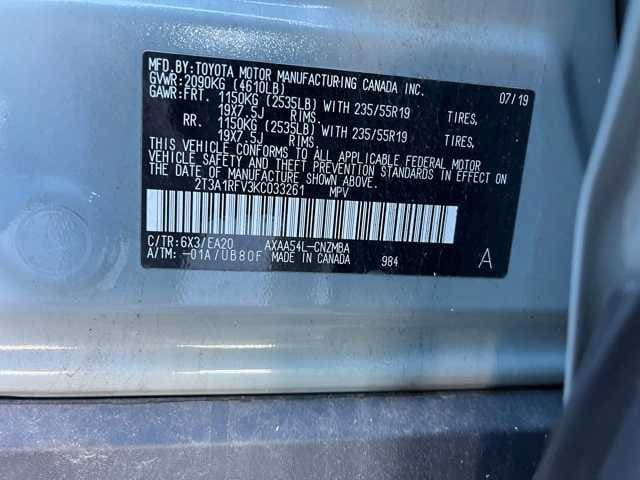 MFD.BY:TOYOTA MOTOR MANUFACTURING CANADA INC.
GVWR:2090KG (4610LB) 07/19
GAWR:FRT. 1150KG (2535LB) WITH 235/55R19 TIRES,
19X7.5J RIMS.
RR. 1150KG (2535LB) WITH 235/55R19 TIRES,
19X7.5J RIMS.
THIS VEHICLE CONFORMS TO ALL APPLICABLE FEDERAL MOTOR
VEHICLE SAFETY AND THEFT PREVENTION STANDARDS IN EFFECT ON
THE DATE OF MANUFACTURE SHOWN ABOVE.
2T3A1RFV3KC033261 MPV
C/TR:6X3/EA20 AXAA54L-CNZMBA
A/TM:-01A/UB80F MADE IN CANADA 984 A